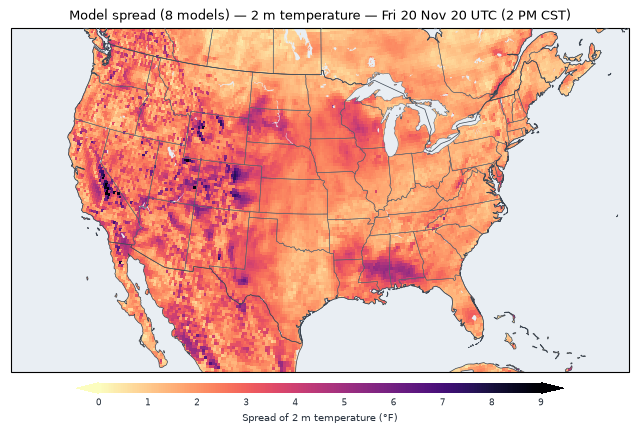 Model spread (8 models) — 2 m temperature — Fri 20 Nov 20 UTC (2 PM CST)
0 1 2 3 4 5 6 7 8 9
Spread of 2 m temperature (°F)